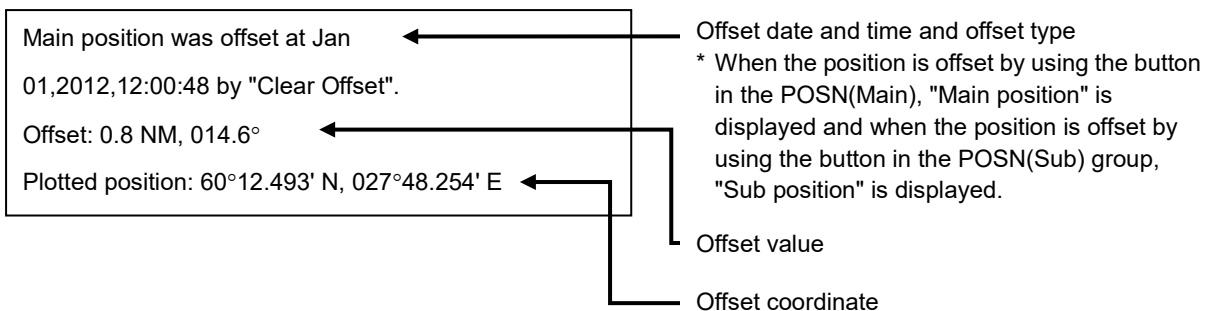 Main position was offset at Jan
01,2012,12:00:48 by "Clear Offset".
Offset: 0.8 NM, 014.6°
Plotted position: 60°12.493' N, 027°48.254' E
Offset date and time and offset type
* When the position is offset by using the button
in the POSN(Main), "Main position" is
displayed and when the position is offset by
using the button in the POSN(Sub) group,
"Sub position" is displayed.
Offset value
Offset coordinate